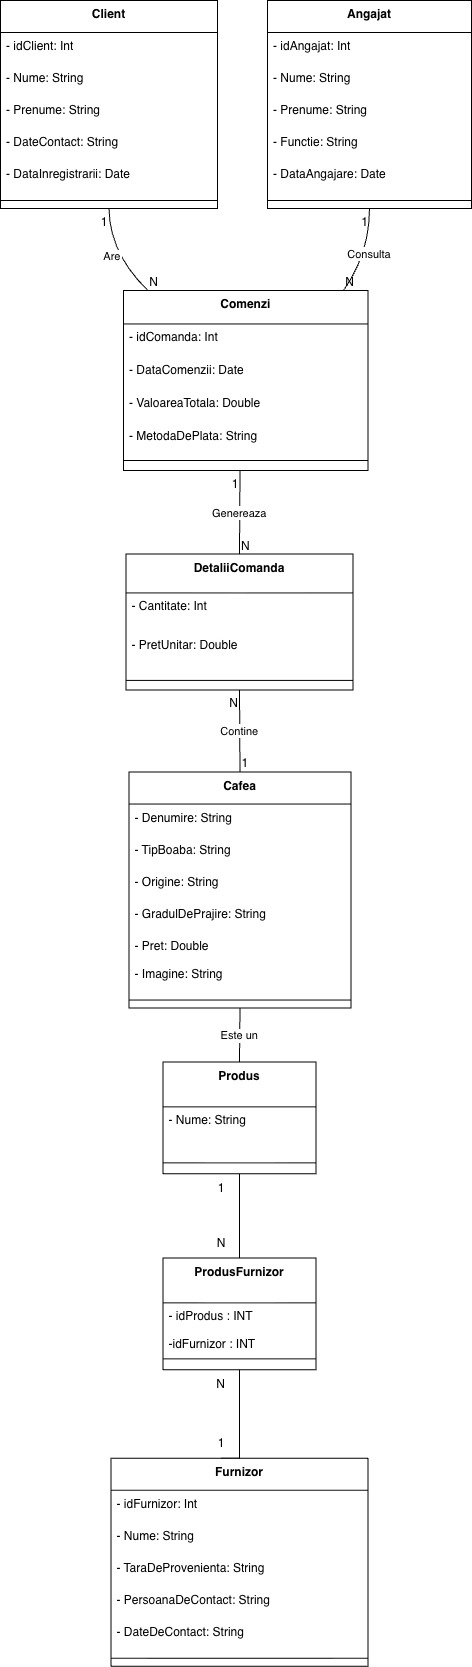 Client
- idClient: Int
- Nume: String
- Prenume: String
- DateContact: String
- DataInregistrarii: Date
Angajat
- idAngajat: Int
- Nume: String
- Prenume: String
- Functie: String
- DataAngajare: Date
1
Are
N
1
Consulta
N
Comenzi
- idComanda: Int
- DataComenzii: Date
- ValoareaTotala: Double
- MetodaDePlata: String
1
Genereaza
N
DetaliiComanda
- Cantitate: Int
- PretUnitar: Double
N
Contine
1
Cafea
- Denumire: String
- TipBoaba: String
- Origine: String
- GradulDePrajire: String
- Pret: Double
- Imagine: String
Este un
Produs
- Nume: String
1
N
ProdusFurnizor
- idProdus : INT
-idFurnizor : INT
N
1
Furnizor
- idFurnizor: Int
- Nume: String
- TaraDeProvenienta: String
- PersoanaDeContact: String
- DateDeContact: String